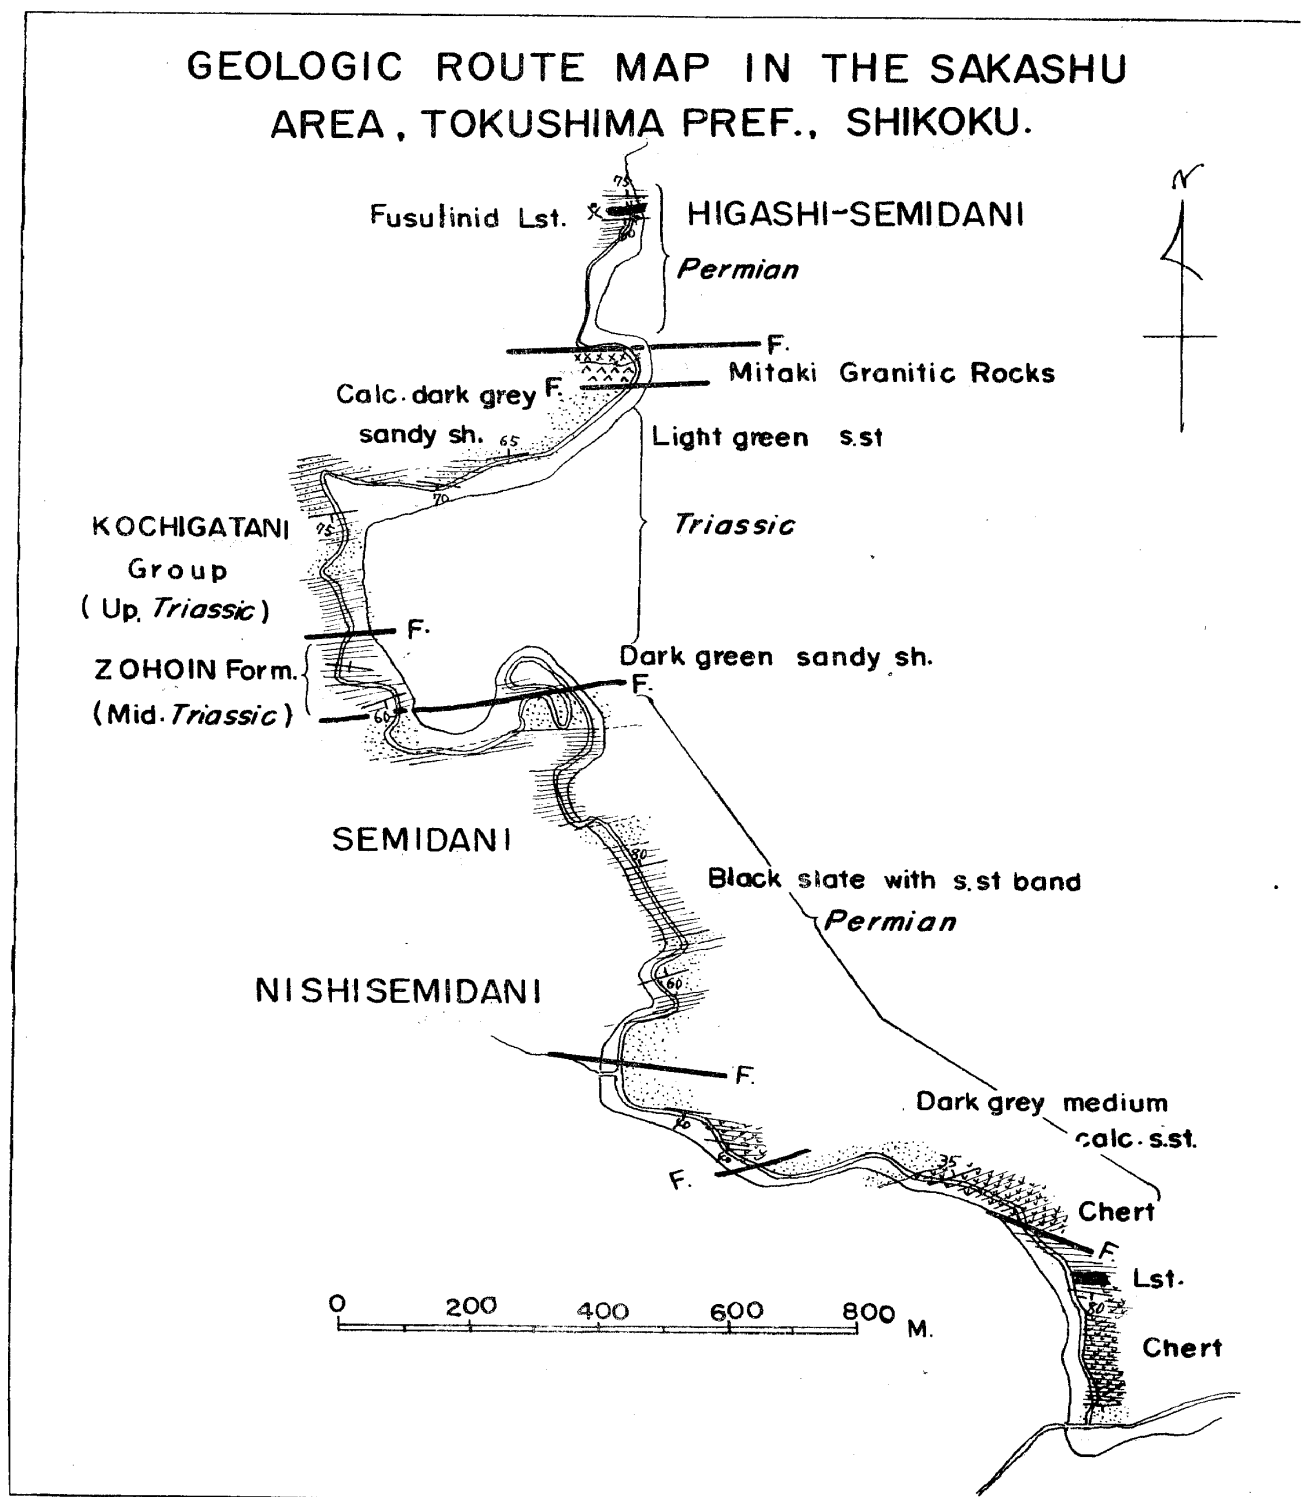 GEOLOGIC ROUTE MAP IN THE SAKASHU
AREA, TOKUSHIMA PREF., SHIKOKU.
N
75
Fusulinid Lst.
HIGASHI-SEMIDANI
60
Permian
F.
Mitaki Granitic Rocks
Calc. dark grey
sandy sh.
F.
65
Light green s.st
70
75
KOCHIGATANI
Group
(Up. Triassic)
Triassic
F.
ZOHOIN Form.
(Mid. Triassic)
Dark green sandy sh.
F.
60
SEMIDANI
80
Black slate with s.st band
Permian
NISHISEMIDANI
60
F.
Dark grey medium
calc. s.st.
F.
35
Chert
F.
Lst.
80
Chert
0 200 400 600 800 M.